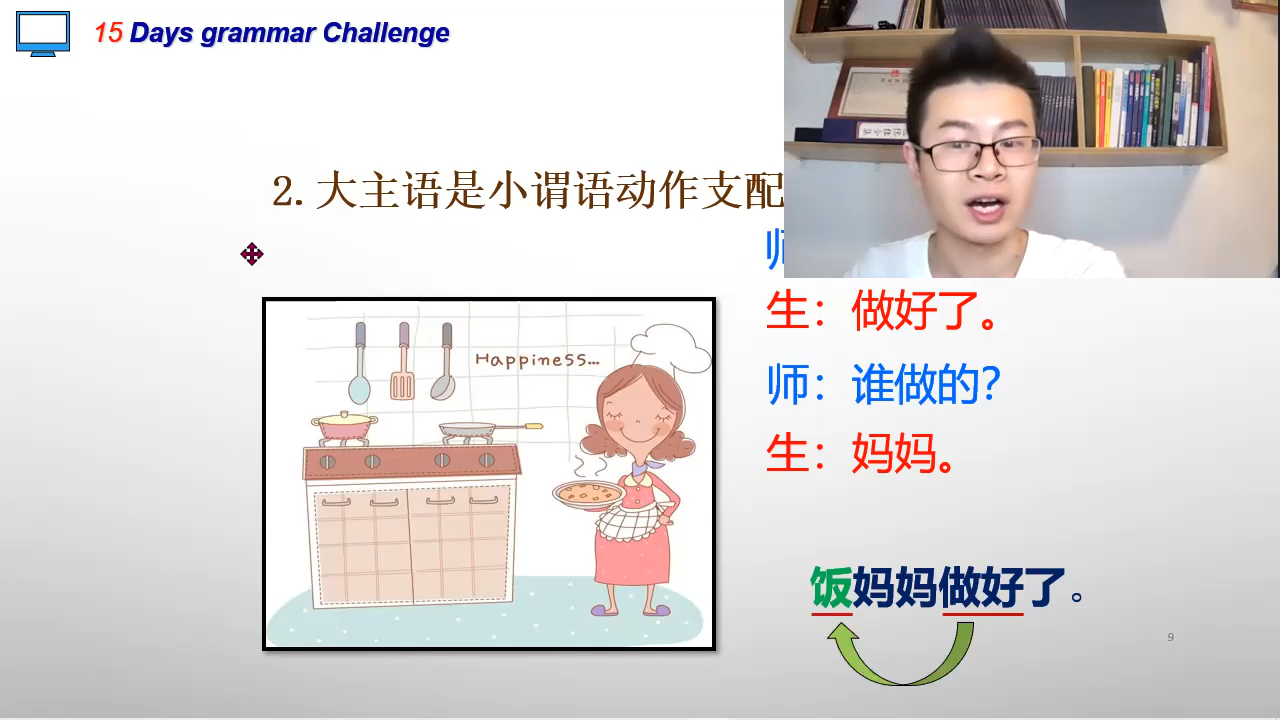 15 Days grammar Challenge
2. 大主语是小谓语动作支配
师
生：做好了。
师：谁做的？
生：妈妈。
Happiness...
饭妈妈做好了。
9